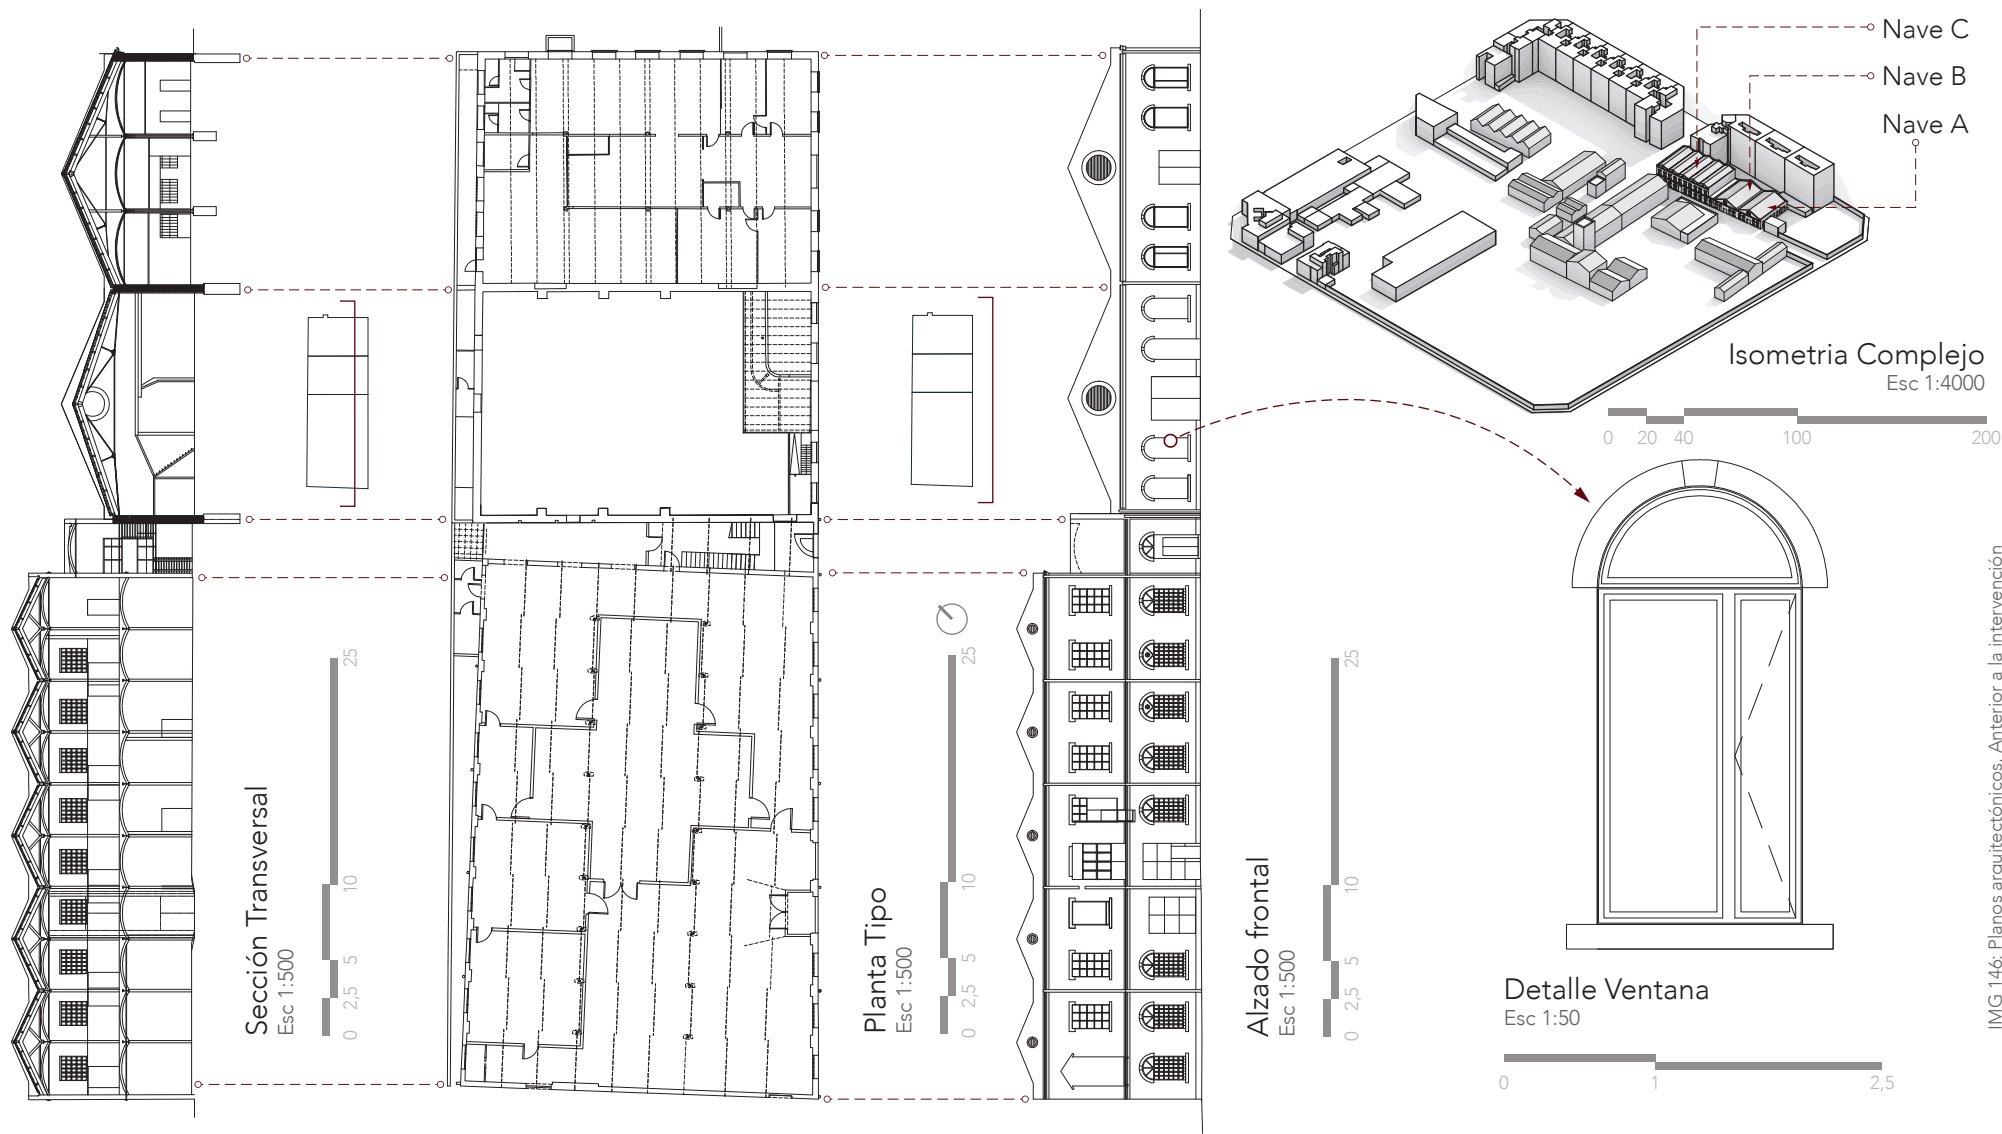 Nave C
Nave B
Nave A
Isometria Complejo
Esc 1:4000
0 20 40 100 200
Sección Transversal
Esc 1:500
0 2,5 5 10 25
Planta Tipo
Esc 1:500
0 2,5 5 10 25
Alzado frontal
Esc 1:500
0 2,5 5 10 25
Detalle Ventana
Esc 1:50
0 1 2,5
IMG 146: Planos arquitectónicos. Anterior a la intervención